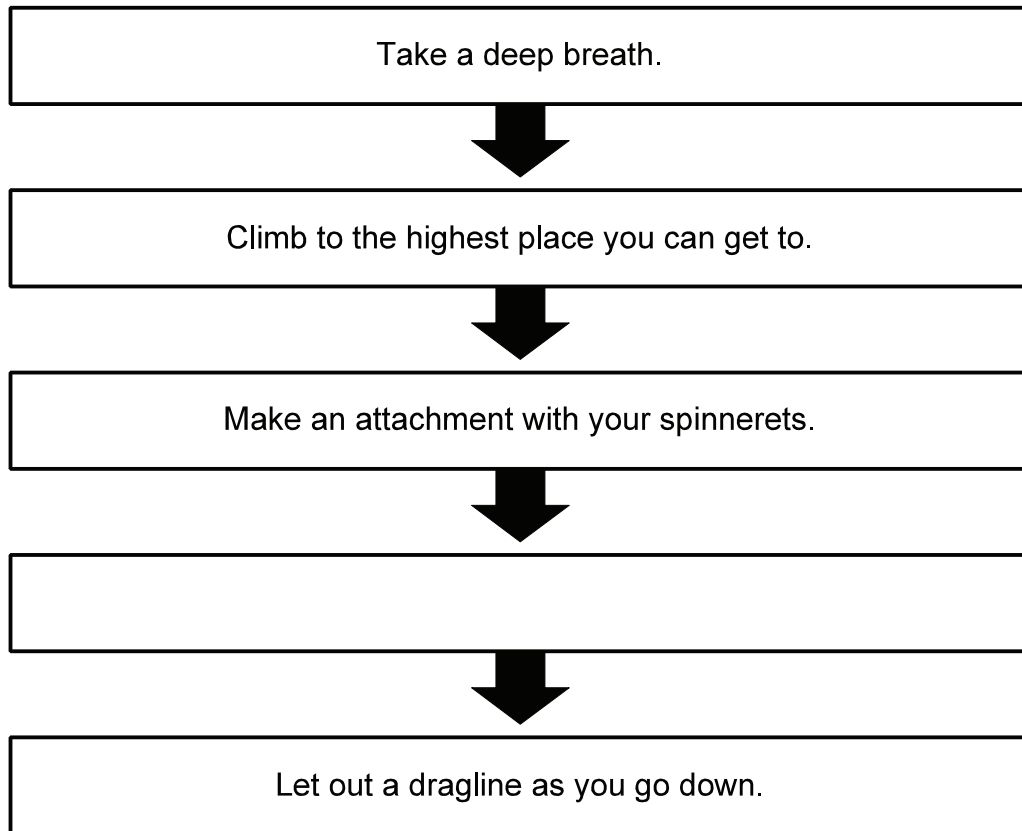 Take a deep breath.
Climb to the highest place you can get to.
Make an attachment with your spinnerets.
Let out a dragline as you go down.